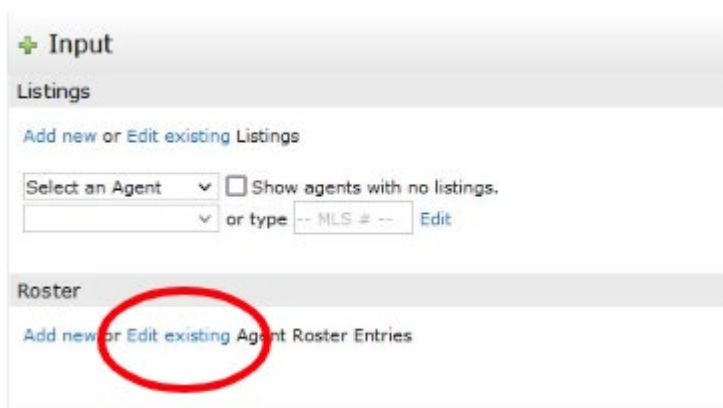 Input
Listings
Add new or Edit existing Listings
Select an Agent Show agents with no listings.
or type -- MLS # -- Edit
Roster
Add new or Edit existing Agent Roster Entries